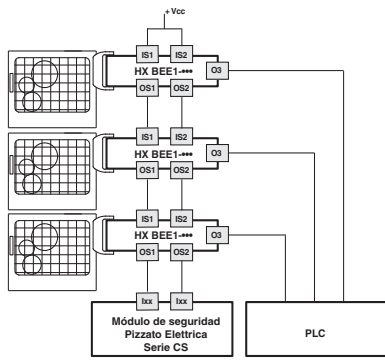 + Vcc
IS1 IS2
HX BEE1-•••
O3
OS1 OS2
IS1 IS2
HX BEE1-•••
O3
OS1 OS2
IS1 IS2
HX BEE1-•••
O3
OS1 OS2
Ixx Ixx
Módulo de seguridad
Pizzato Elettrica
Serie CS
PLC